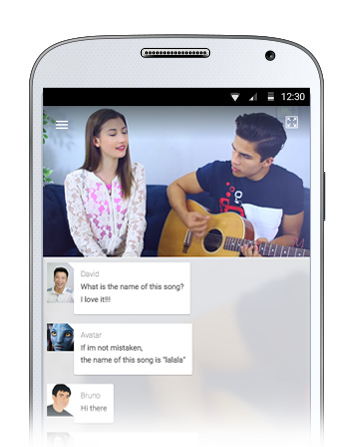 12:30
David
What is the name of this song?
I love it!!!
Avatar
If im not mistaken,
the name of this song is "lalala"
Bruno
Hi there